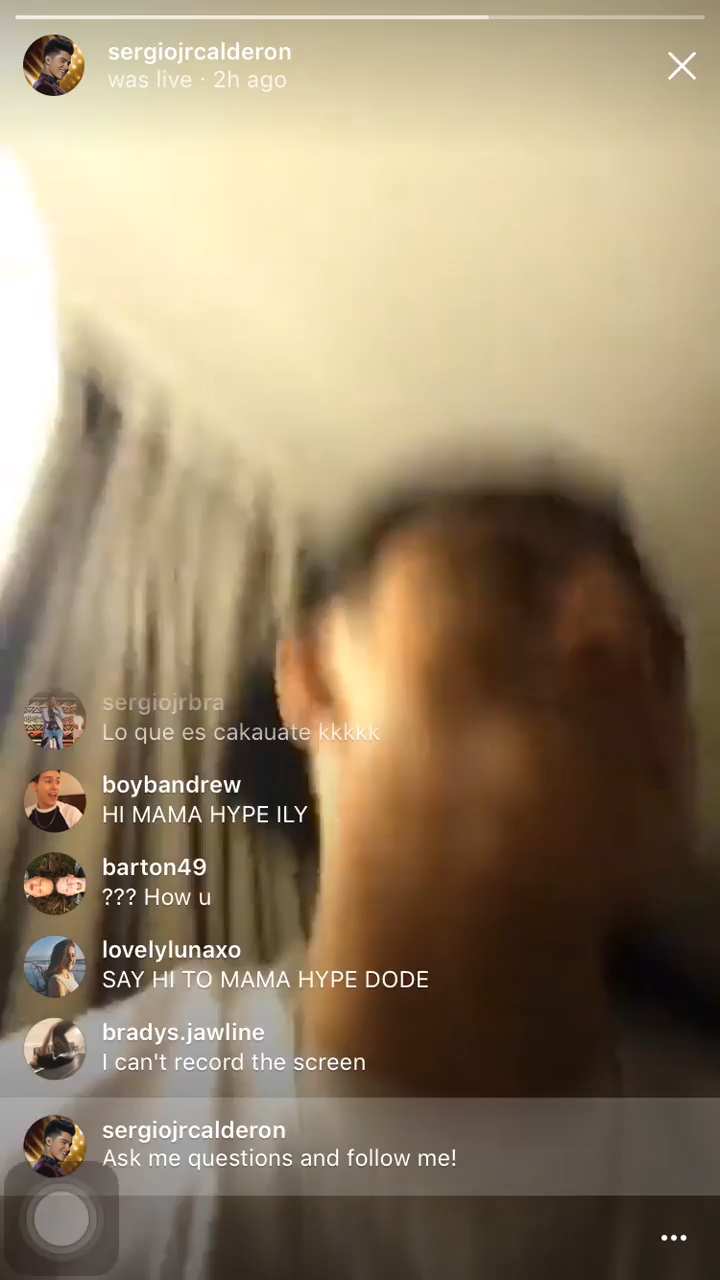 sergiojrcalderon
was live · 2h ago
sergiojrbra
Lo que es cakauate kkkkk
boybandrew
HI MAMA HYPE ILY
barton49
??? How u
lovelylunaxo
SAY HI TO MAMA HYPE DODE
bradys.jawline
I can't record the screen
sergiojrcalderon
Ask me questions and follow me!